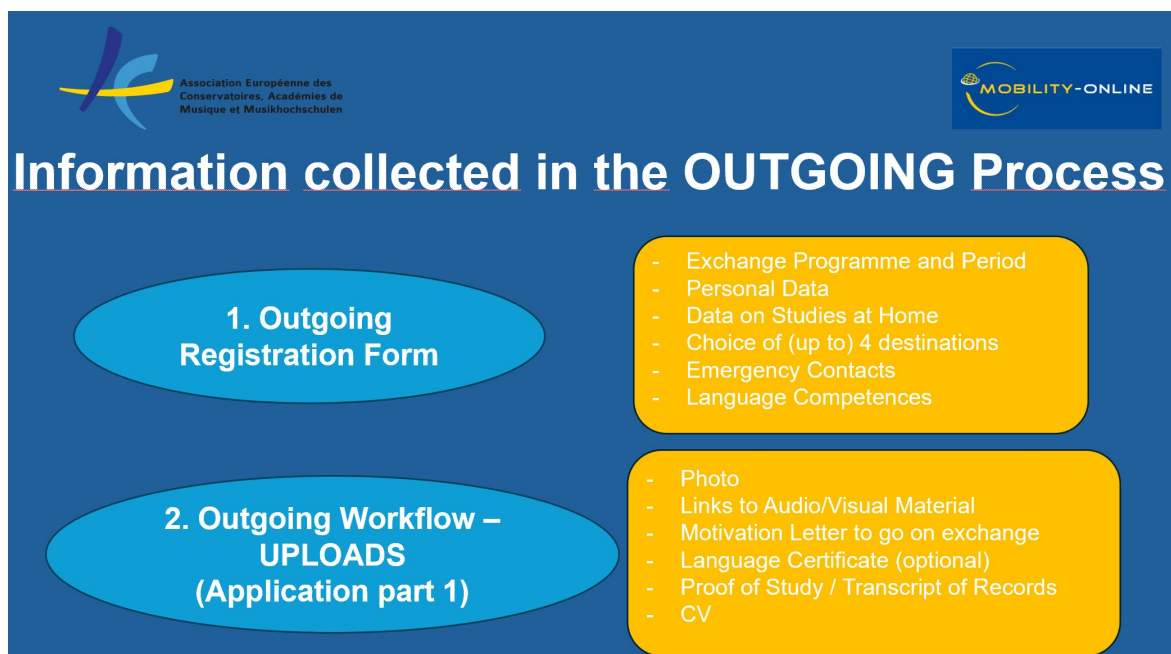 Association Européenne des
Conservatoires, Académies de
Musique et Musikhochschulen
MOBILITY-ONLINE
Information collected in the OUTGOING Process
1. Outgoing
Registration Form
- Exchange Programme and Period
- Personal Data
- Data on Studies at Home
- Choice of (up to) 4 destinations
- Emergency Contacts
- Language Competences
2. Outgoing Workflow –
UPLOADS
(Application part 1)
- Photo
- Links to Audio/Visual Material
- Motivation Letter to go on exchange
- Language Certificate (optional)
- Proof of Study / Transcript of Records
- CV